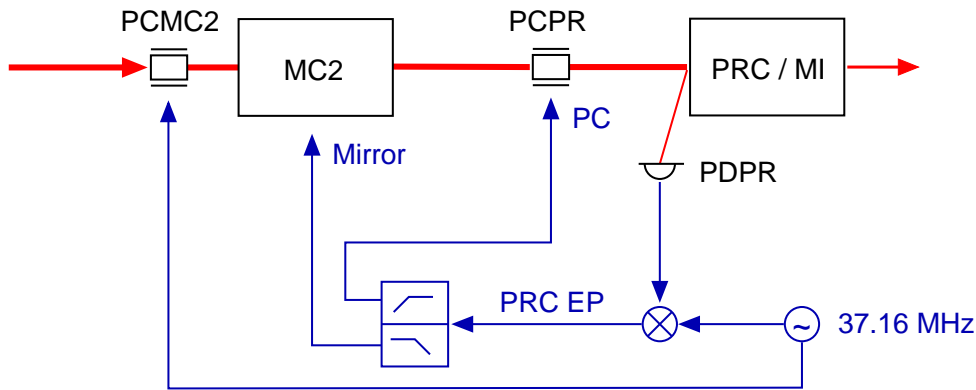 PCMC2
PCPR
MC2
PRC / MI
PC
Mirror
PDPR
PRC EP
~
37.16 MHz